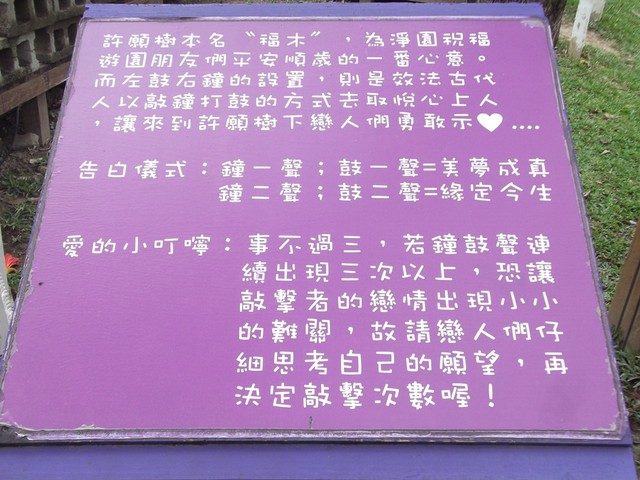 許願樹本名〝福木〞，為淨園祝福
遊園朋友們平安順歲的一番心意。
而左鼓右鐘的設置，則是效法古代
人以敲鐘打鼓的方式去取悅心上人
，讓來到許願樹下戀人們勇敢示♥....
告白儀式：鐘一聲；鼓一聲=美夢成真
鐘二聲；鼓二聲=緣定今生
愛的小叮嚀：事不過三，若鐘鼓聲連
續出現三次以上，恐讓
敲擊者的戀情出現小小
的難關，故請戀人們仔
細思考自己的願望，再
決定敲擊次數喔！